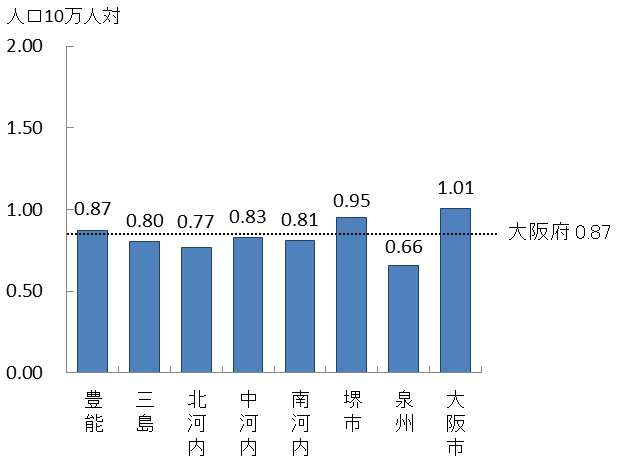 人口10万人対
2.00
1.50
1.00
0.50
0.00
0.87
0.80
0.77
0.83
0.81
0.95
0.66
1.01
大阪府 0.87
豊能
三島
北河内
中河内
南河内
堺市
泉州
大阪市